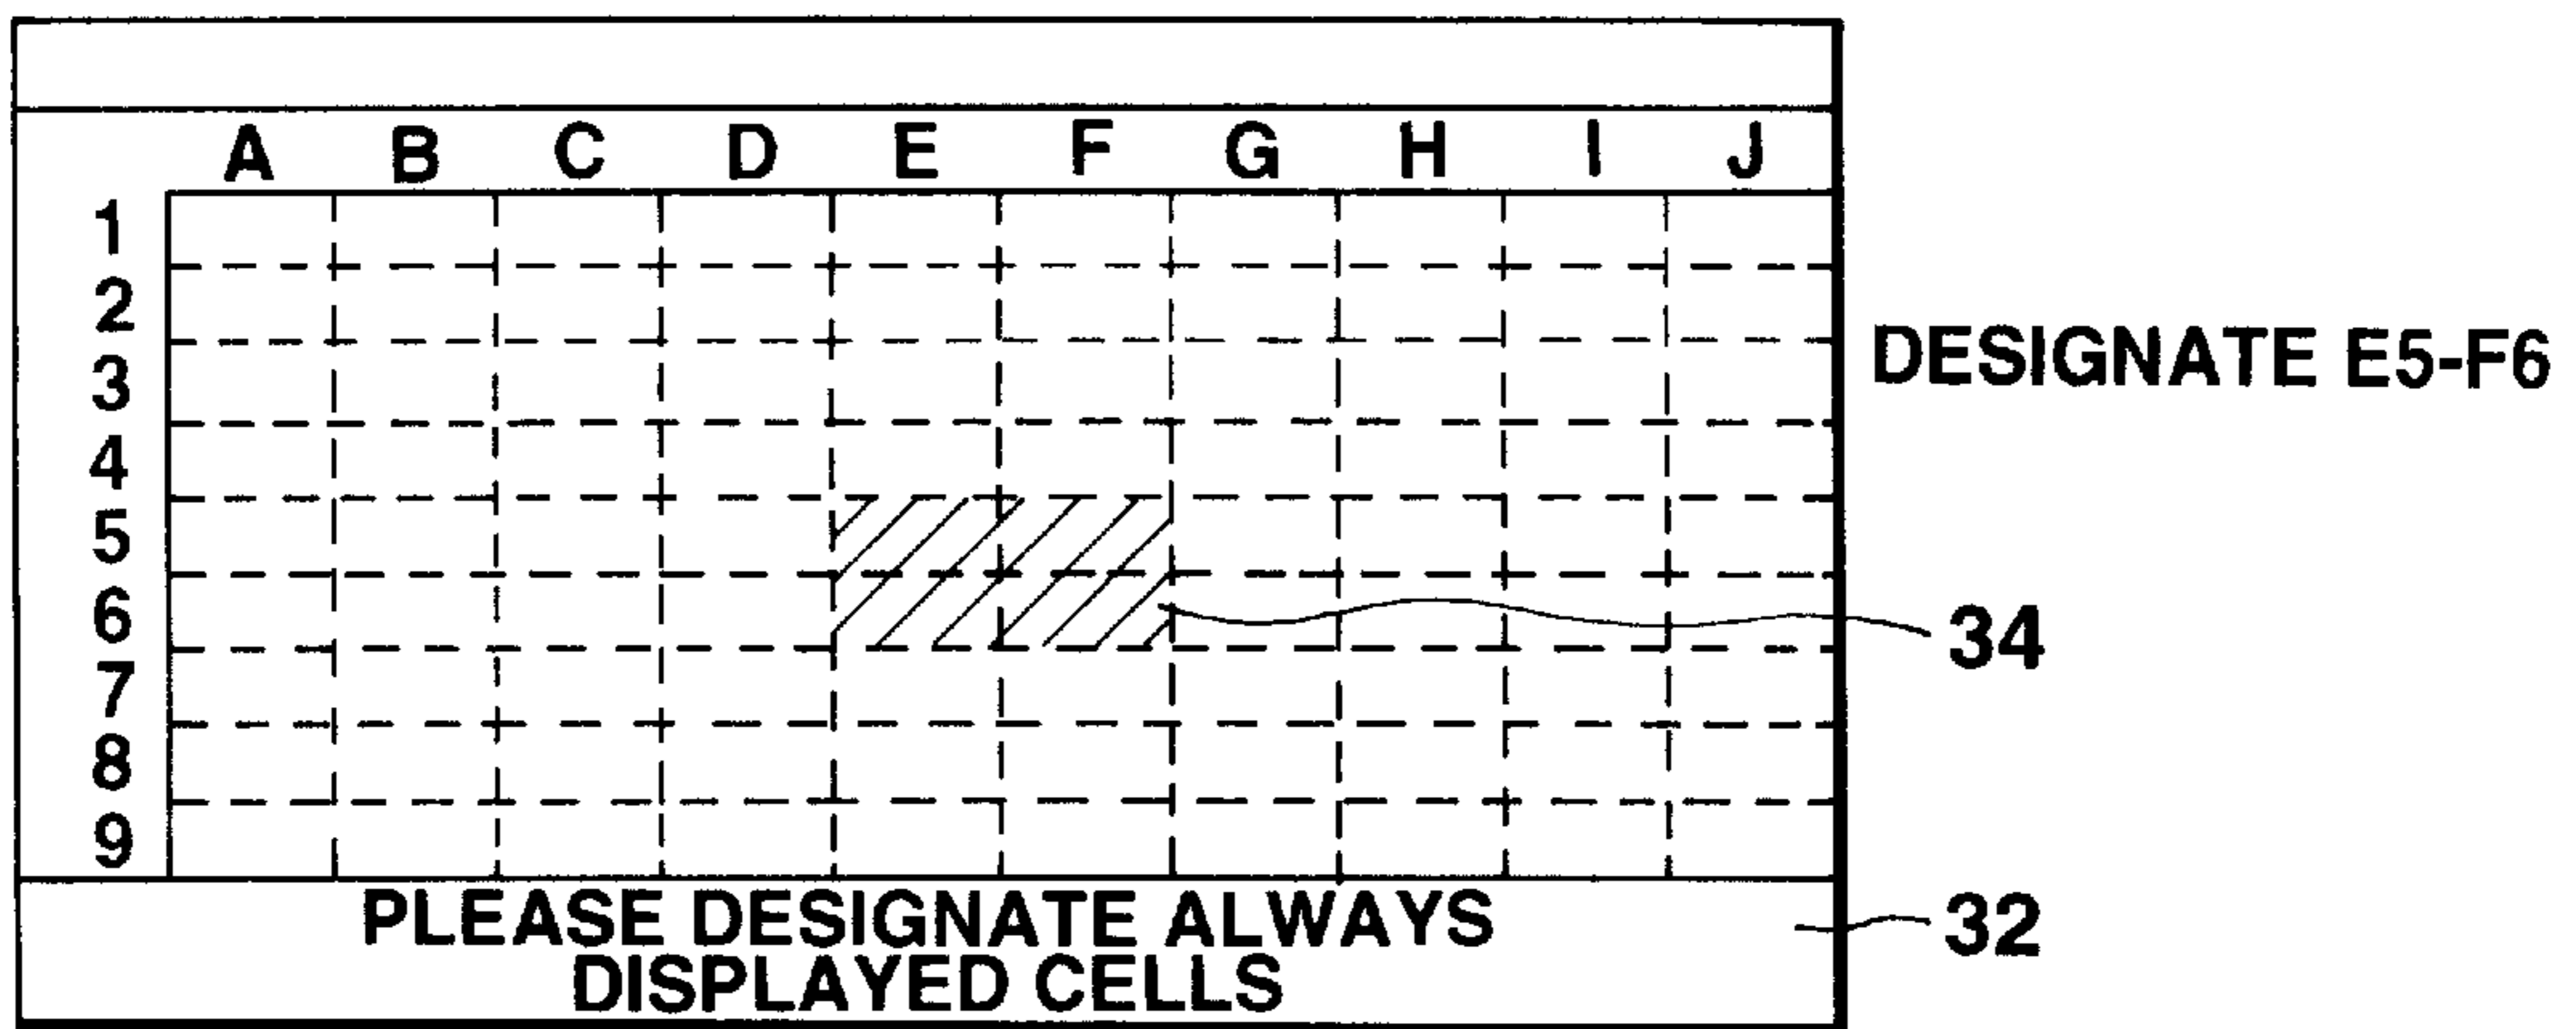 A B C D E F G H I J
1
2
3 DESIGNATE E5-F6
4
5
6 34
7
8
9
PLEASE DESIGNATE ALWAYS
DISPLAYED CELLS
32